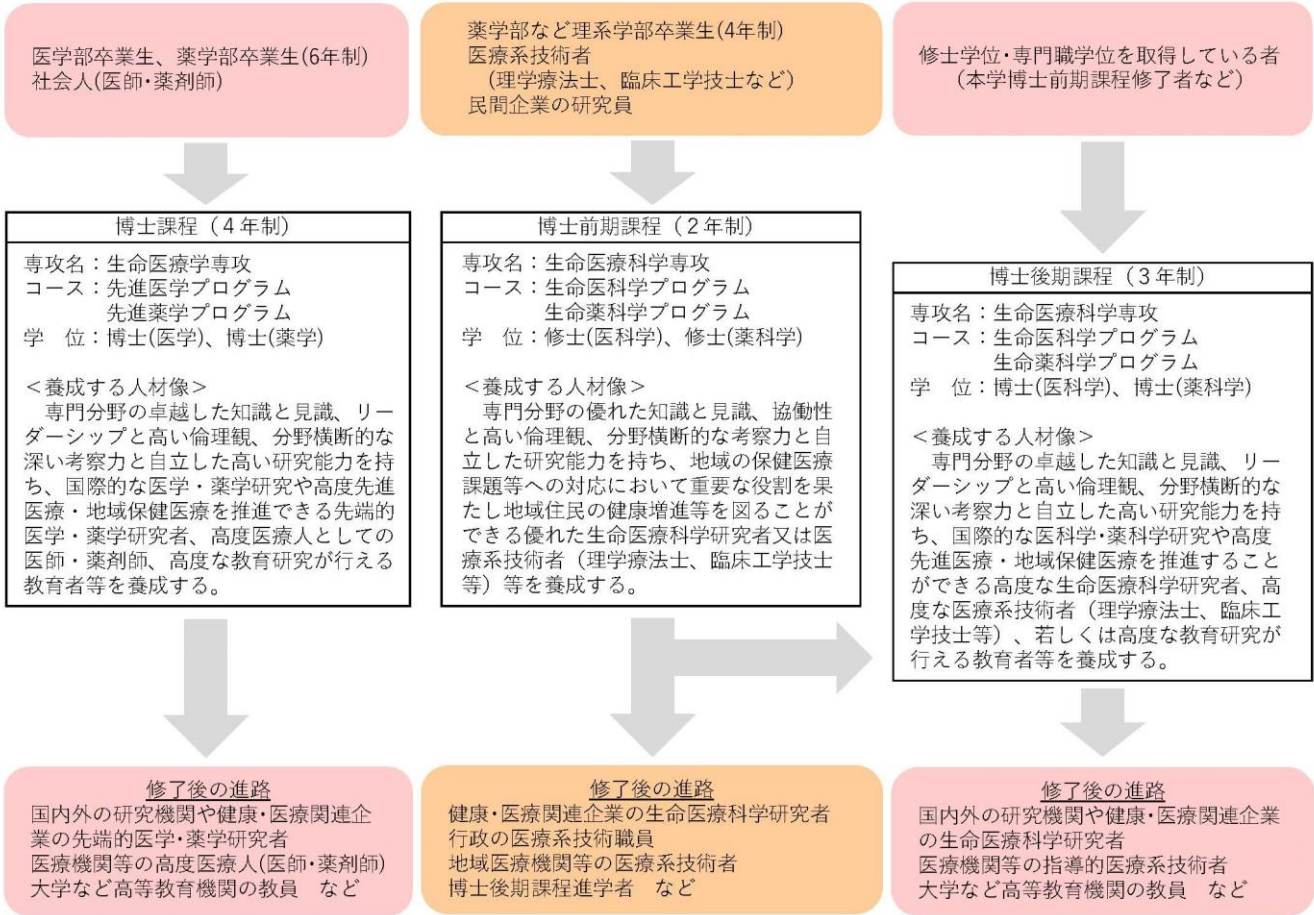 医学部卒業生、薬学部卒業生(6年制)
社会人(医師・薬剤師)
薬学部など理系学部卒業生(4年制)
医療系技術者
(理学療法士、臨床工学技士など)
民間企業の研究員
修士学位・専門職学位を取得している者
(本学博士前期課程修了者など)
博士課程(4年制)
専攻名:生命医療学専攻
コース:先進医学プログラム
先進薬学プログラム
学 位:博士(医学)、博士(薬学)
<養成する人材像>
専門分野の卓越した知識と見識、リー
ダーシップと高い倫理観、分野横断的な
深い考察力と自立した高い研究能力を持
ち、国際的な医学・薬学研究や高度先進
医療・地域保健医療を推進できる先端的
医学・薬学研究者、高度医療人としての
医師・薬剤師、高度な教育研究が行える
教育者等を養成する。
博士前期課程(2年制)
専攻名:生命医療科学専攻
コース:生命医科学プログラム
生命薬科学プログラム
学 位:修士(医科学)、修士(薬科学)
<養成する人材像>
専門分野の優れた知識と見識、協働性
と高い倫理観、分野横断的な考察力と自
立した研究能力を持ち、地域の保健医療
課題等への対応において重要な役割を果
たし地域住民の健康増進等を図ることが
できる優れた生命医療科学研究者又は医
療系技術者(理学療法士、臨床工学技士
等)等を養成する。
博士後期課程(3年制)
専攻名:生命医療科学専攻
コース:生命医科学プログラム
生命薬科学プログラム
学 位:博士(医科学)、博士(薬科学)
<養成する人材像>
専門分野の卓越した知識と見識、リー
ダーシップと高い倫理観、分野横断的な
深い考察力と自立した高い研究能力を持
ち、国際的な医科学・薬科学研究や高度
先進医療・地域保健医療を推進すること
ができる高度な生命医療科学研究者、高
度な医療系技術者(理学療法士、臨床工
学技士等)、若しくは高度な教育研究が
行える教育者等を養成する。
修了後の進路
国内外の研究機関や健康・医療関連企
業の先端的医学・薬学研究者
医療機関等の高度医療人(医師・薬剤師)
大学など高等教育機関の教員 など
修了後の進路
健康・医療関連企業の生命医療科学研究者
行政の医療系技術職員
地域医療機関等の医療系技術者
博士後期課程進学者 など
修了後の進路
国内外の研究機関や健康・医療関連企業
の生命医療科学研究者
医療機関等の指導的医療系技術者
大学など高等教育機関の教員 など